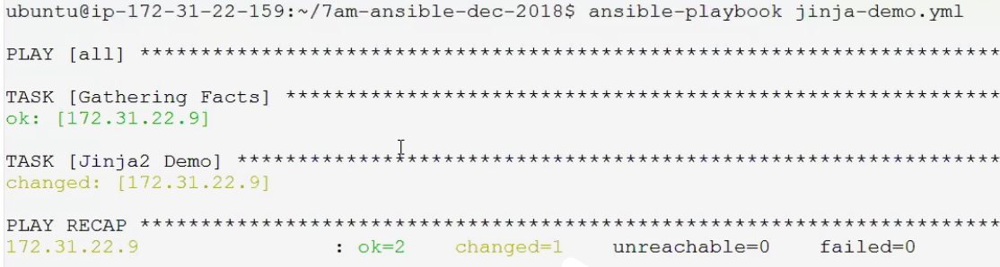 ubuntu@ip-172-31-22-159:~/7am-ansible-dec-2018$ ansible-playbook jinja-demo.yml
PLAY [all] ***********************************************************************
TASK [Gathering Facts] ***********************************************************
ok: [172.31.22.9]
TASK [Jinja2 Demo] ***************************************************************
changed: [172.31.22.9]
PLAY RECAP ***********************************************************************
172.31.22.9 : ok=2 changed=1 unreachable=0 failed=0